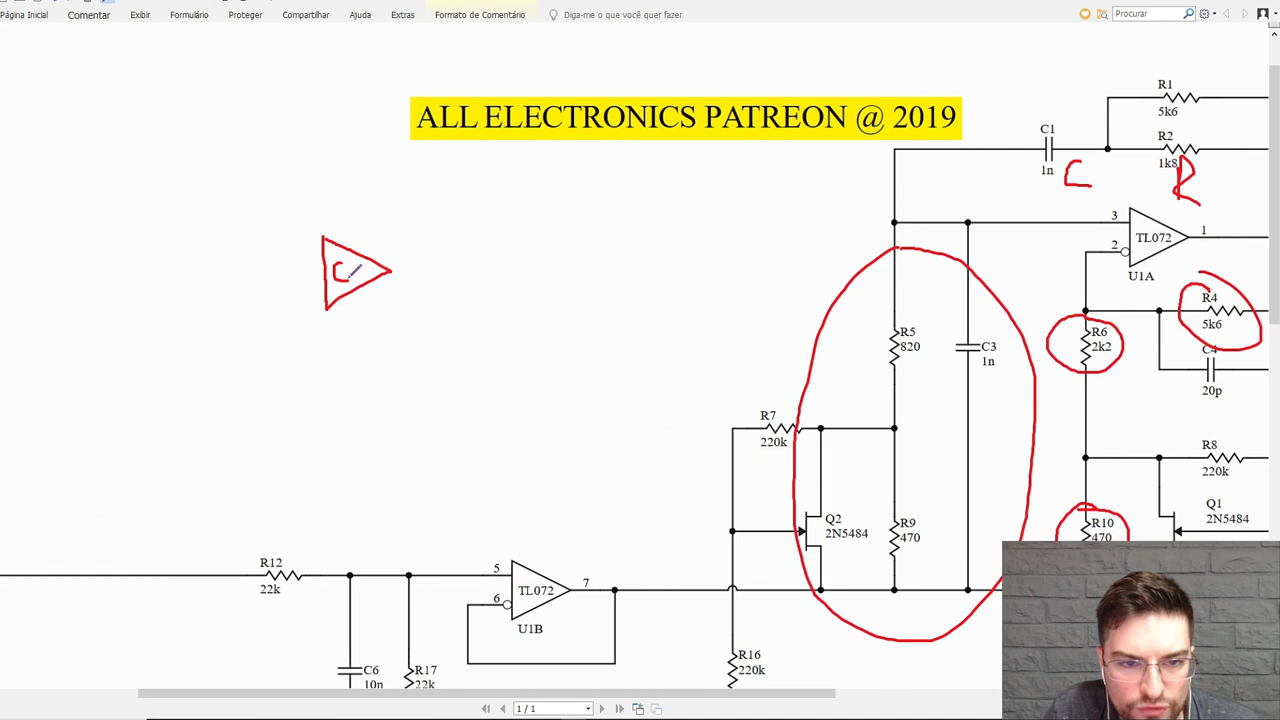 Página Inicial Comentar Exibir Formulário Proteger Compartilhar Ajuda Extras Formato de Comentário Diga-me o que você quer fazer Procurar
ALL ELECTRONICS PATREON @ 2019
R1
5k6
C1
1n
R2
1k8
C
R
3
2
TL072
1
U1A
C
R4
5k6
R5
820
C3
1n
R6
2k2
C4
20p
R7
220k
R8
220k
Q2
2N5484
R9
470
R10
470
Q1
2N5484
R12
22k
5
6
TL072
7
U1B
C6
10n
R17
22k
R16
220k
1 / 1